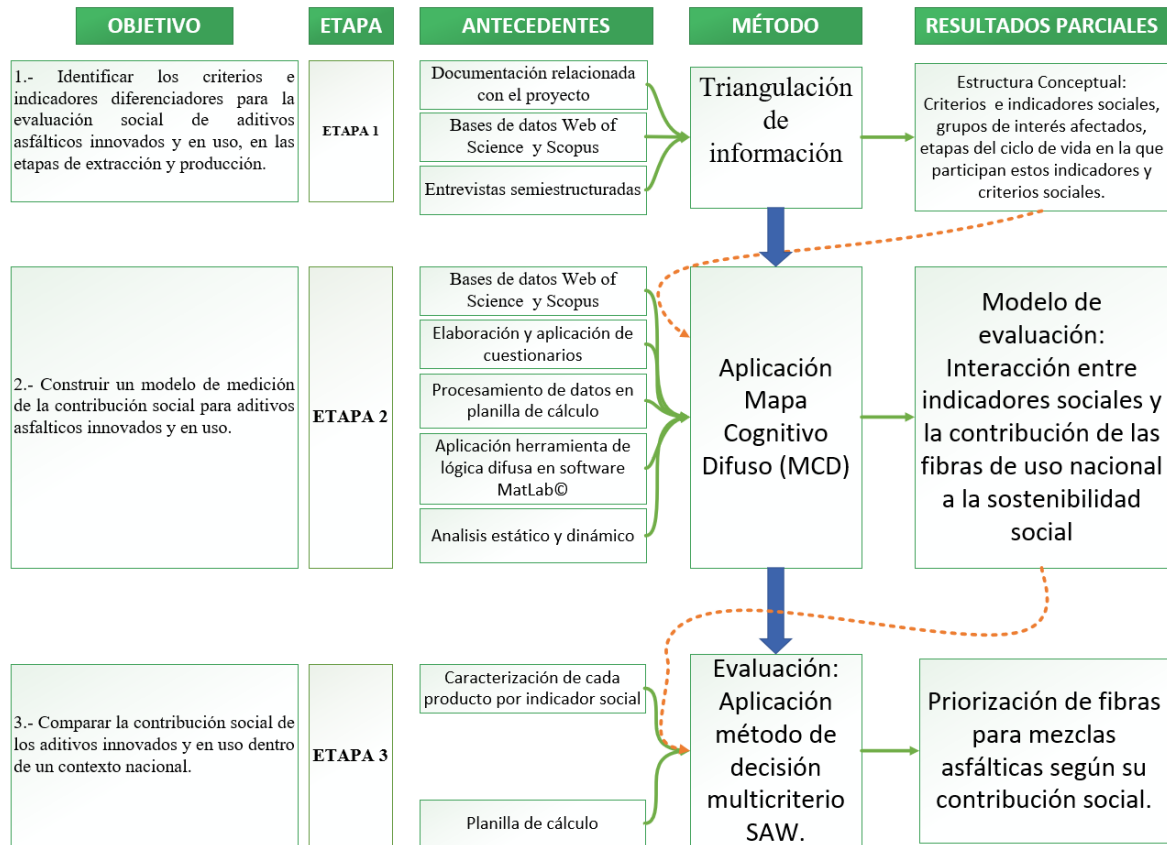 OBJETIVO
ETAPA
ANTECEDENTES
MÉTODO
RESULTADOS PARCIALES
1.- Identificar los criterios e
indicadores diferenciadores para la
evaluación social de aditivos
asfálticos innovados y en uso, en las
etapas de extracción y producción.
ETAPA 1
Documentación relacionada
con el proyecto
Bases de datos Web of
Science y Scopus
Entrevistas semiestructuradas
Triangulación
de
información
Estructura Conceptual:
Criterios e indicadores sociales,
grupos de interés afectados,
etapas del ciclo de vida en la que
participan estos indicadores y
criterios sociales.
2.- Construir un modelo de medición
de la contribución social para aditivos
asfalticos innovados y en uso.
ETAPA 2
Bases de datos Web of
Science y Scopus
Elaboración y aplicación de
cuestionarios
Procesamiento de datos en
planilla de cálculo
Aplicación herramienta de
lógica difusa en software
MatLab©
Analisis estático y dinámico
Aplicación
Mapa
Cognitivo
Difuso (MCD)
Modelo de
evaluación:
Interacción entre
indicadores sociales y
la contribución de las
fibras de uso nacional
a la sostenibilidad
social
3.- Comparar la contribución social de
los aditivos innovados y en uso dentro
de un contexto nacional.
ETAPA 3
Caracterización de cada
producto por indicador social
Planilla de cálculo
Evaluación:
Aplicación
método de
decisión
multicriterio
SAW.
Priorización de fibras
para mezclas
asfálticas según su
contribución social.